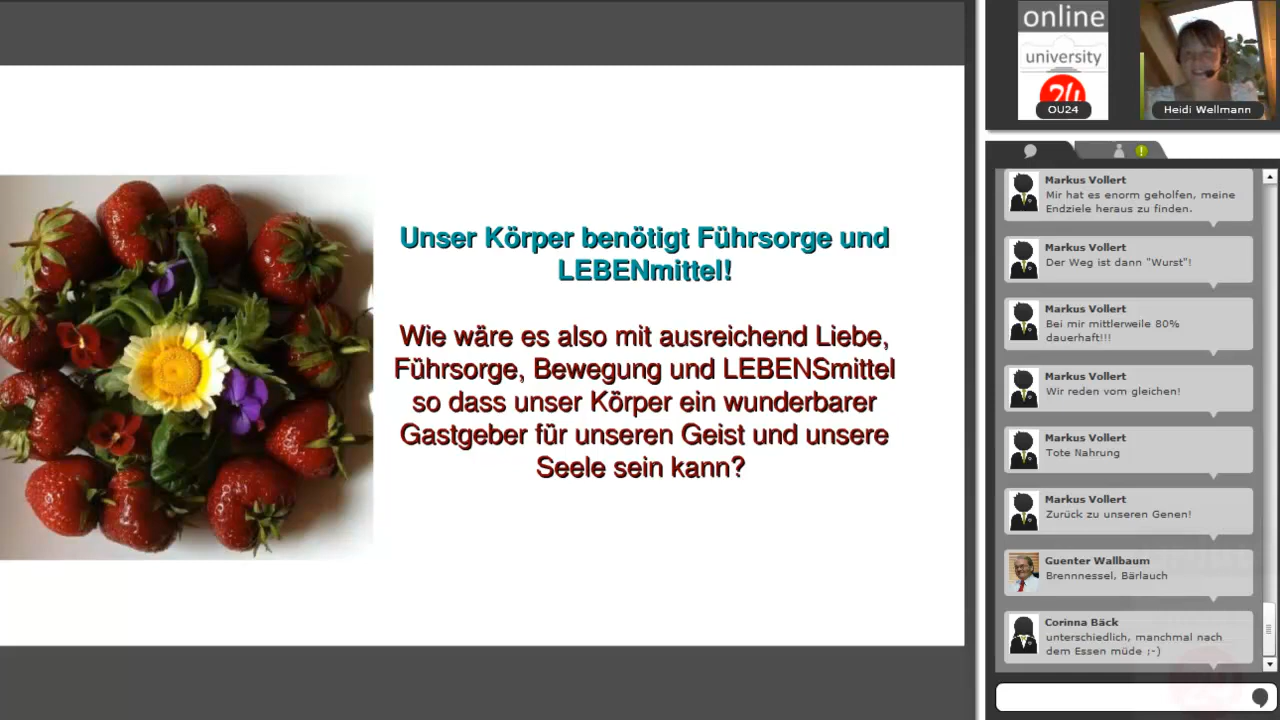 Unser Körper benötigt Führsorge und
LEBENmittel!
Wie wäre es also mit ausreichend Liebe,
Führsorge, Bewegung und LEBENSmittel
so dass unser Körper ein wunderbarer
Gastgeber für unseren Geist und unsere
Seele sein kann?
online
university
24
OU24
Heidi Wellmann
!
Markus Vollert
Mir hat es enorm geholfen, meine
Endziele heraus zu finden.
Markus Vollert
Der Weg ist dann "Wurst"!
Markus Vollert
Bei mir mittlerweile 80%
dauerhaft!!!
Markus Vollert
Wir reden vom gleichen!
Markus Vollert
Tote Nahrung
Markus Vollert
Zurück zu unseren Genen!
Guenter Wallbaum
Brennnessel, Bärlauch
Corinna Bäck
unterschiedlich, manchmal nach
dem Essen müde ;-)